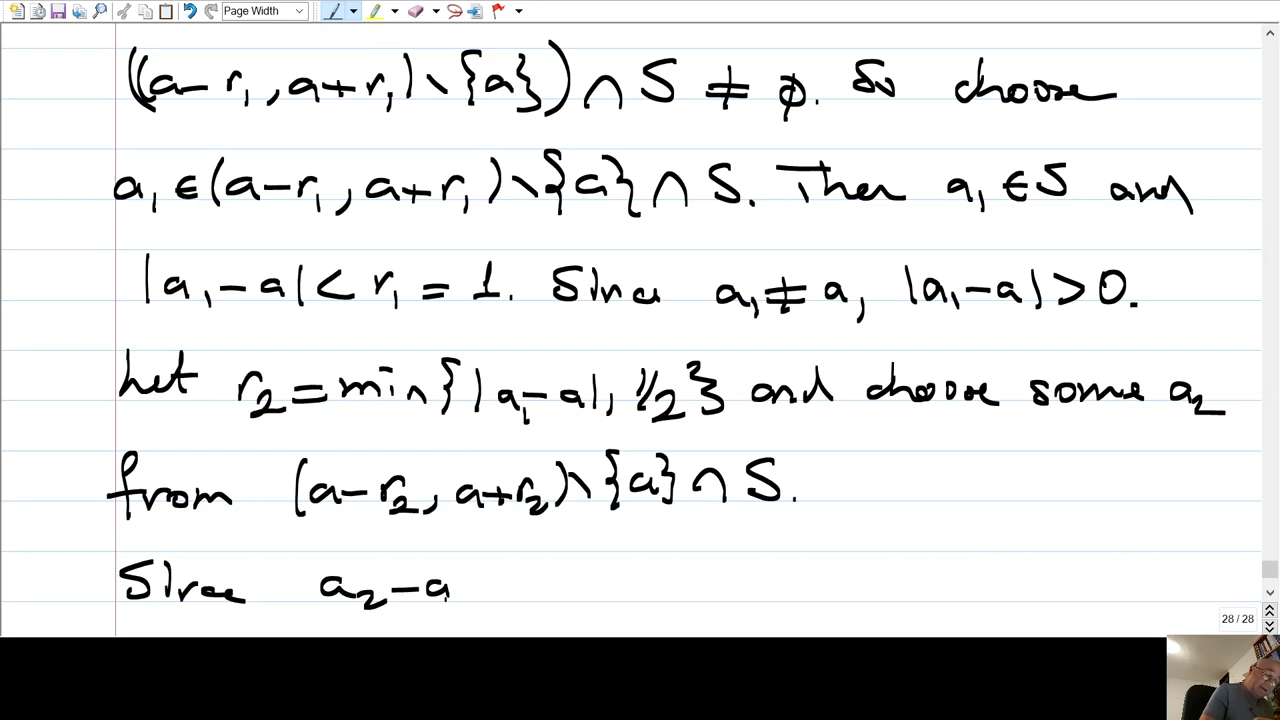 Page Width
((a-r₁, a+r₁)\{a})∩S ≠ ∅. So choose
a₁∈(a-r₁, a+r₁)\{a}∩S. Then a₁∈S and
|a₁-a|<r₁=1. Since a₁≠a, |a₁-a|>0.
Let r₂=min{|a₁-a|, 1/2} and choose some a₂
from (a-r₂, a+r₂)\{a}∩S.
Since a₂-a
28 / 28